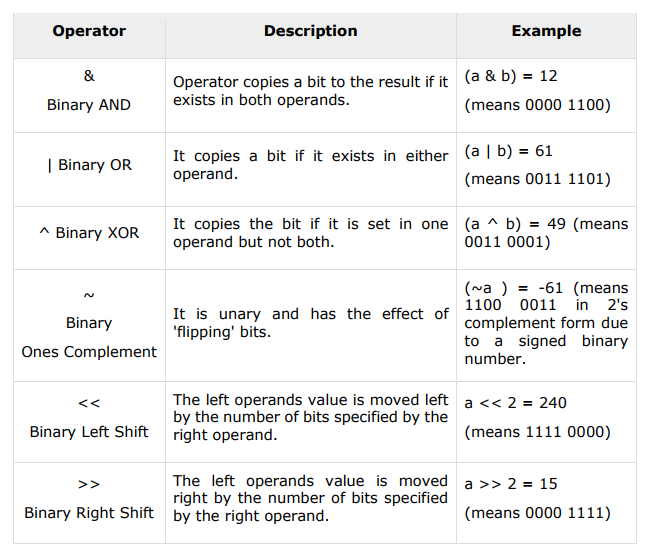 Operator Description Example
&
Binary AND
Operator copies a bit to the result if it
exists in both operands.
(a & b) = 12
(means 0000 1100)
| Binary OR
It copies a bit if it exists in either
operand.
(a | b) = 61
(means 0011 1101)
^ Binary XOR
It copies the bit if it is set in one
operand but not both.
(a ^ b) = 49 (means
0011 0001)
~
Binary
Ones Complement
It is unary and has the effect of
'flipping' bits.
(~a ) = -61 (means
1100 0011 in 2's
complement form due
to a signed binary
number.
<<
Binary Left Shift
The left operands value is moved left
by the number of bits specified by the
right operand.
a << 2 = 240
(means 1111 0000)
>>
Binary Right Shift
The left operands value is moved
right by the number of bits specified
by the right operand.
a >> 2 = 15
(means 0000 1111)